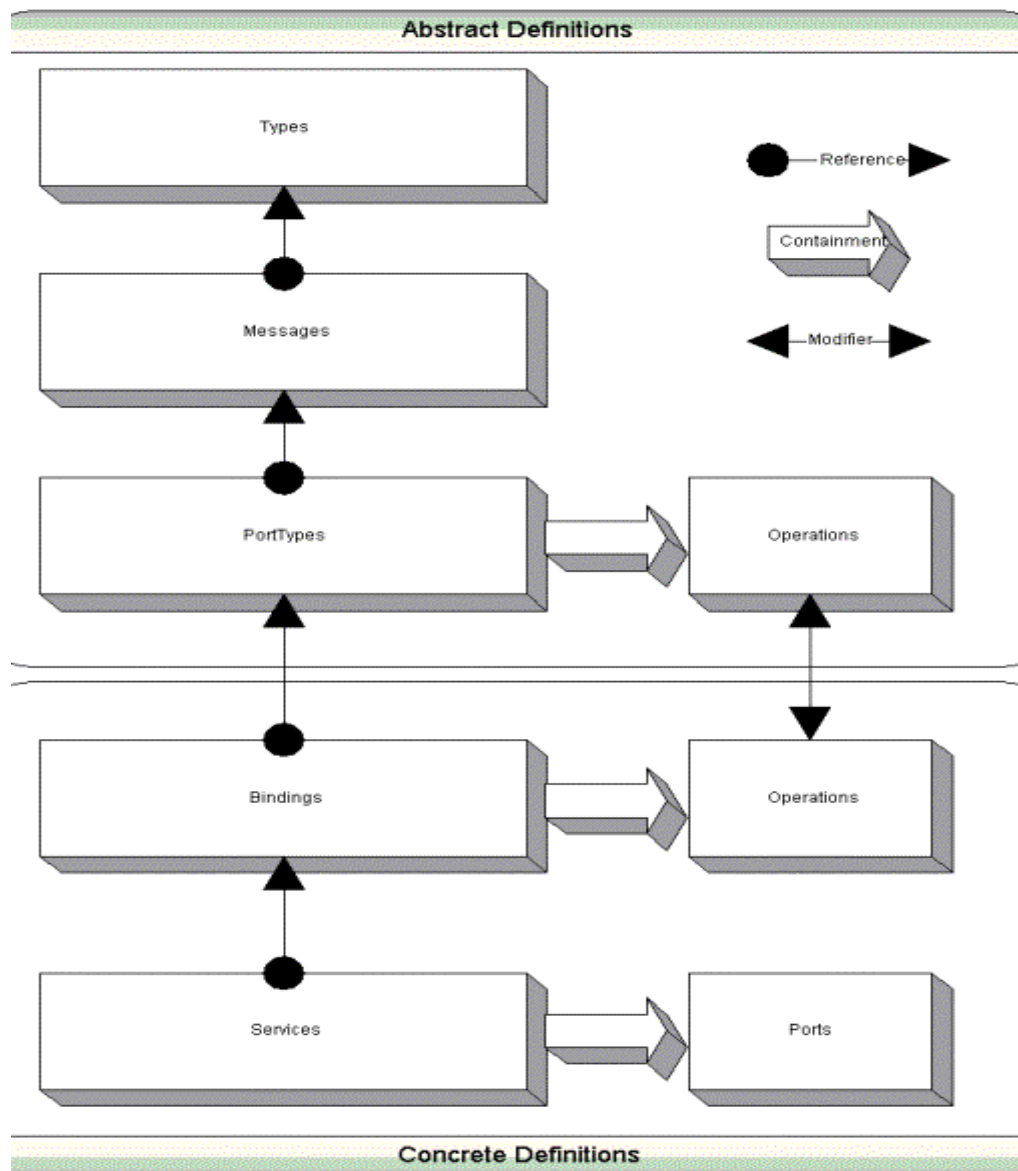 Abstract Definitions
Types
Reference
Containment
Messages
Modifier
PortTypes
Operations
Bindings
Operations
Services
Ports
Concrete Definitions